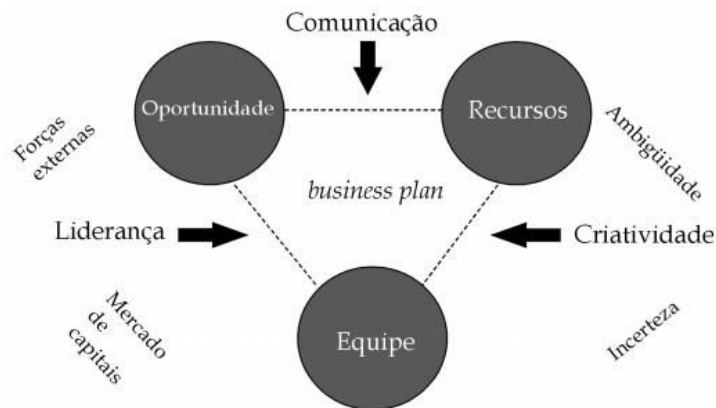 Comunicação
Oportunidade
Recursos
Forças
externas
Ambigüidade
business plan
Liderança
Criatividade
Mercado
de
capitais
Equipe
Incerteza